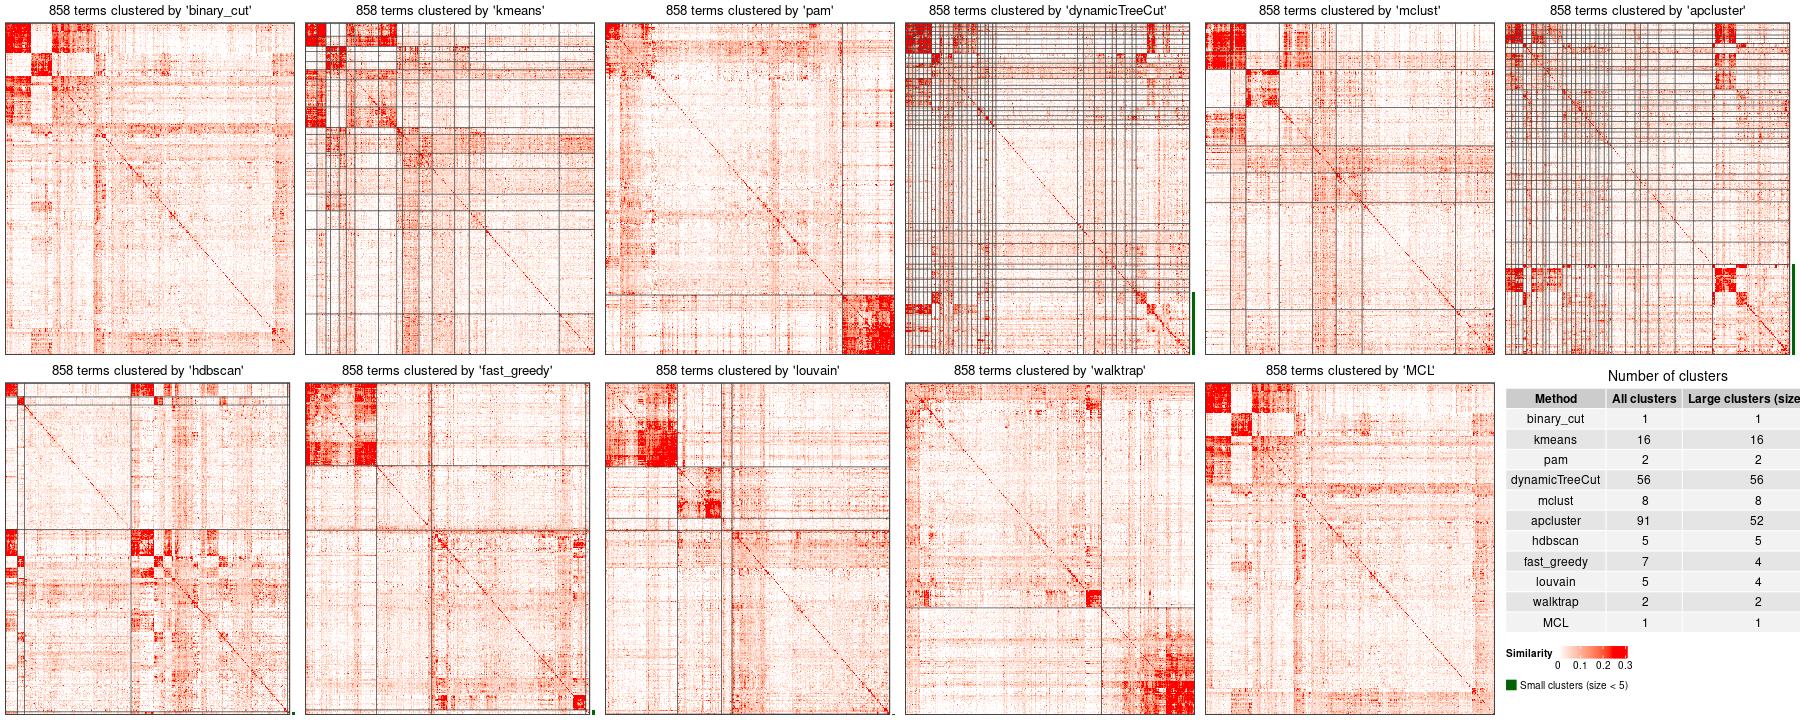 858 terms clustered by 'binary_cut'
858 terms clustered by 'kmeans'
858 terms clustered by 'pam'
858 terms clustered by 'dynamicTreeCut'
858 terms clustered by 'mclust'
858 terms clustered by 'apcluster'
858 terms clustered by 'hdbscan'
858 terms clustered by 'fast_greedy'
858 terms clustered by 'louvain'
858 terms clustered by 'walktrap'
858 terms clustered by 'MCL'
Number of clusters
Method All clusters Large clusters (size
binary_cut 1 1
kmeans 16 16
pam 2 2
dynamicTreeCut 56 56
mclust 8 8
apcluster 91 52
hdbscan 5 5
fast_greedy 7 4
louvain 5 4
walktrap 2 2
MCL 1 1
Similarity
0 0.1 0.2 0.3
Small clusters (size < 5)